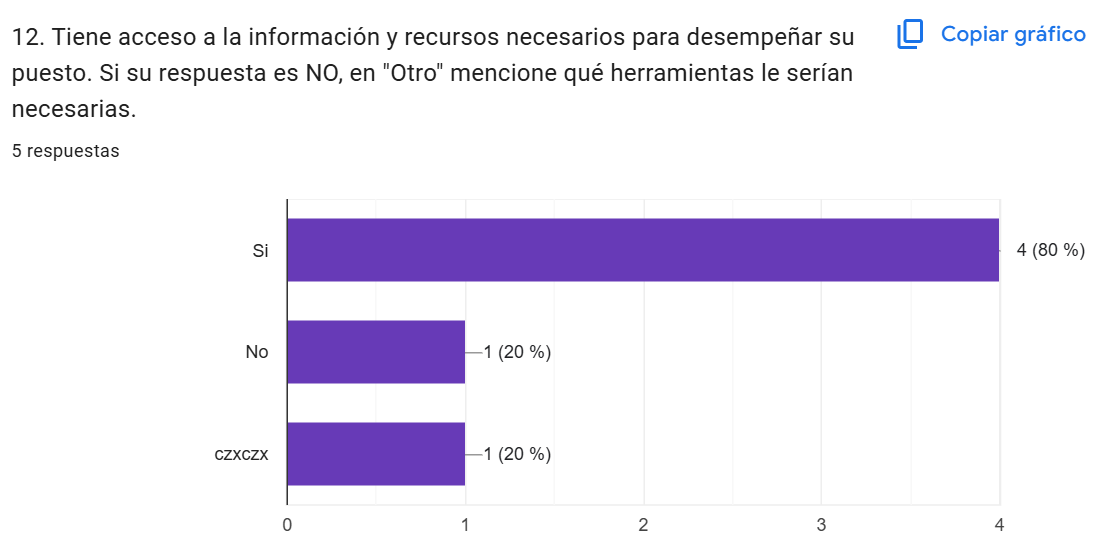 12. Tiene acceso a la información y recursos necesarios para desempeñar su
puesto. Si su respuesta es NO, en "Otro" mencione qué herramientas le serían
necesarias.
Copiar gráfico
5 respuestas
Si
4 (80 %)
No
1 (20 %)
czxczx
1 (20 %)
0 1 2 3 4